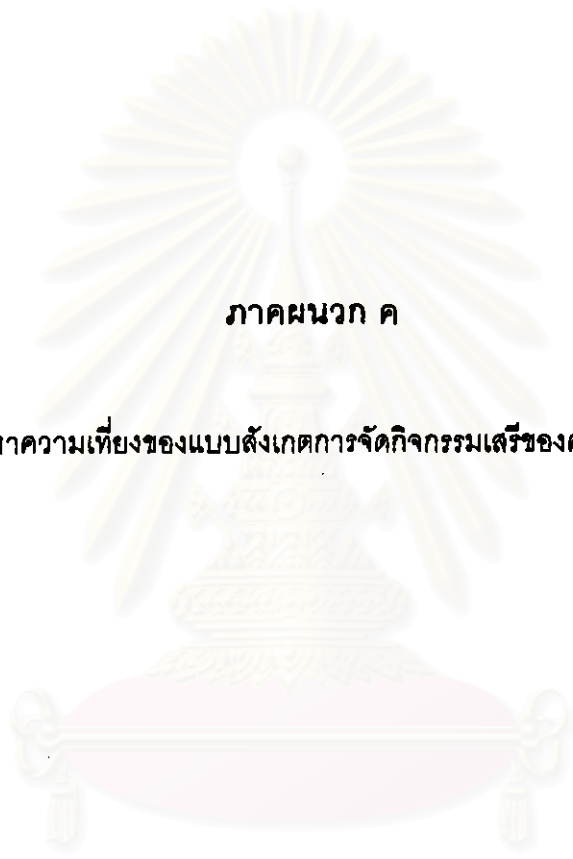 ภาคผนวก ค
าความเที่ยงของแบบสังเกตการจัดกิจกรรมเสรีของ